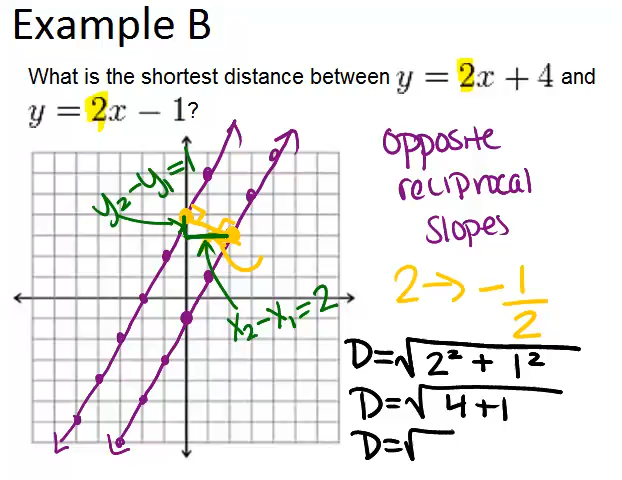 Example B
What is the shortest distance between y = 2x + 4 and
y = 2x − 1?
opposite
reciprocal
slopes
y₂-y₁=1
x₂-x₁=2
2→-1/2
D=√2²+1²
D=√4+1
D=√